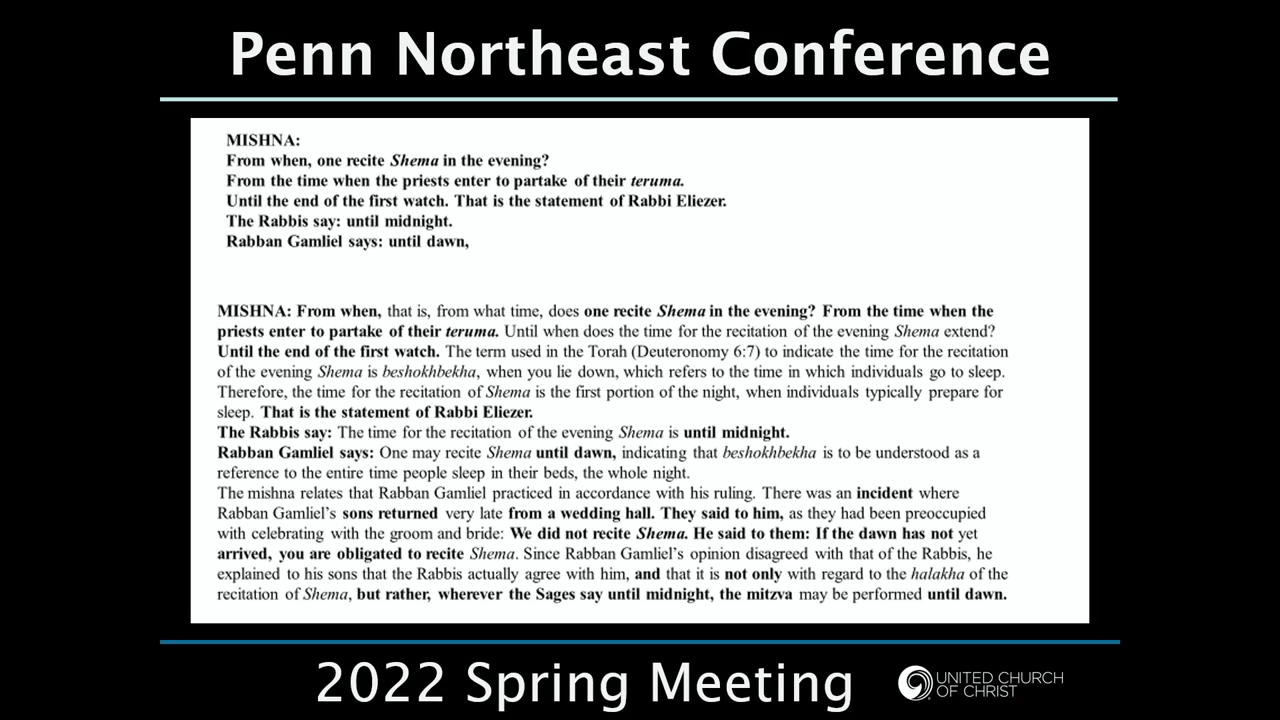 Penn Northeast Conference
MISHNA:
From when, one recite Shema in the evening?
From the time when the priests enter to partake of their teruma.
Until the end of the first watch. That is the statement of Rabbi Eliezer.
The Rabbis say: until midnight.
Rabban Gamliel says: until dawn,
MISHNA: From when, that is, from what time, does one recite Shema in the evening? From the time when the
priests enter to partake of their teruma. Until when does the time for the recitation of the evening Shema extend?
Until the end of the first watch. The term used in the Torah (Deuteronomy 6:7) to indicate the time for the recitation
of the evening Shema is beshokhbekha, when you lie down, which refers to the time in which individuals go to sleep.
Therefore, the time for the recitation of Shema is the first portion of the night, when individuals typically prepare for
sleep. That is the statement of Rabbi Eliezer.
The Rabbis say: The time for the recitation of the evening Shema is until midnight.
Rabban Gamliel says: One may recite Shema until dawn, indicating that beshokhbekha is to be understood as a
reference to the entire time people sleep in their beds, the whole night.
The mishna relates that Rabban Gamliel practiced in accordance with his ruling. There was an incident where
Rabban Gamliel's sons returned very late from a wedding hall. They said to him, as they had been preoccupied
with celebrating with the groom and bride: We did not recite Shema. He said to them: If the dawn has not yet
arrived, you are obligated to recite Shema. Since Rabban Gamliel's opinion disagreed with that of the Rabbis, he
explained to his sons that the Rabbis actually agree with him, and that it is not only with regard to the halakha of the
recitation of Shema, but rather, wherever the Sages say until midnight, the mitzva may be performed until dawn.
2022 Spring Meeting
UNITED CHURCH
OF CHRIST